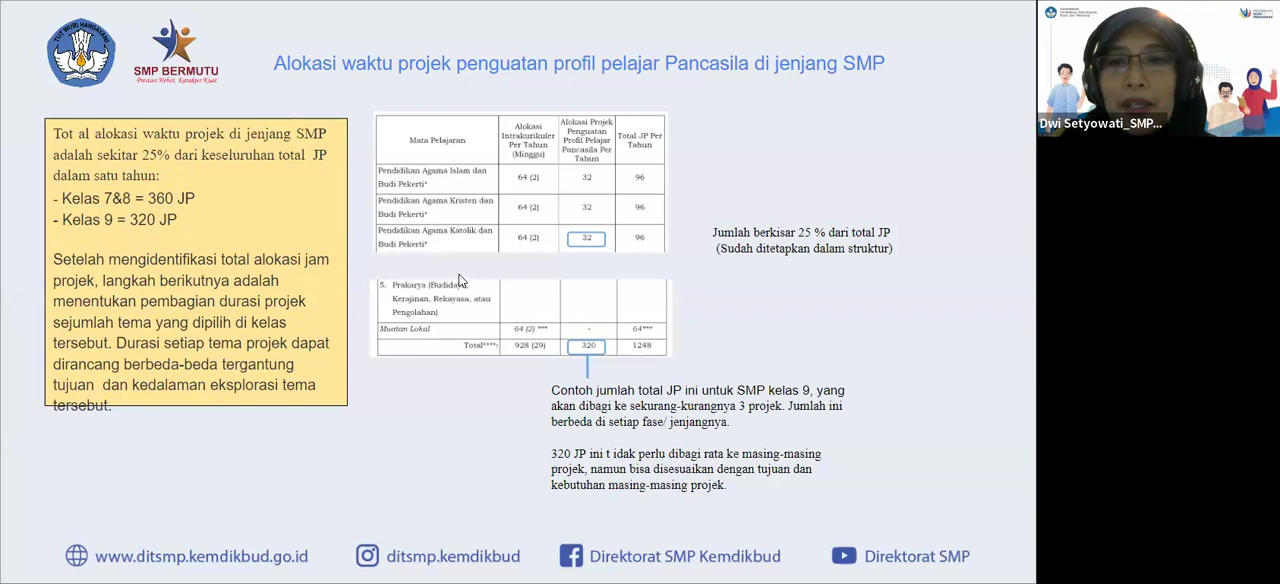 TUT WURI HANDAYANI
SMP BERMUTU
Prestasi Hebat, Karakter Kuat
Alokasi waktu projek penguatan profil pelajar Pancasila di jenjang SMP
Tot al alokasi waktu projek di jenjang SMP
adalah sekitar 25% dari keseluruhan total JP
dalam satu tahun:
- Kelas 7&8 = 360 JP
- Kelas 9 = 320 JP
Setelah mengidentifikasi total alokasi jam
projek, langkah berikutnya adalah
menentukan pembagian durasi projek
sejumlah tema yang dipilih di kelas
tersebut. Durasi setiap tema projek dapat
dirancang berbeda-beda tergantung
tujuan dan kedalaman eksplorasi tema
tersebut.
Mata Pelajaran
Alokasi
Intrakurikuler
Per Tahun
(Minggu)
Alokasi Projek
Penguatan
Profil Pelajar
Pancasila Per
Tahun
Total JP Per
Tahun
Pendidikan Agama Islam dan
Budi Pekerti*
64 (2)
32
96
Pendidikan Agama Kristen dan
Budi Pekerti*
64 (2)
32
96
Pendidikan Agama Katolik dan
Budi Pekerti*
64 (2)
32
96
5. Prakarya (Budidaya,
Kerajinan, Rekayasa, atau
Pengolahan)
Muatan Lokal
64 (2) ***
-
64***
Total****:
928 (29)
320
1248
Jumlah berkisar 25 % dari total JP
(Sudah ditetapkan dalam struktur)
Contoh jumlah total JP ini untuk SMP kelas 9, yang
akan dibagi ke sekurang-kurangnya 3 projek. Jumlah ini
berbeda di setiap fase/ jenjangnya.
320 JP ini t idak perlu dibagi rata ke masing-masing
projek, namun bisa disesuaikan dengan tujuan dan
kebutuhan masing-masing projek.
www.ditsmp.kemdikbud.go.id
ditsmp.kemdikbud
Direktorat SMP Kemdikbud
Direktorat SMP
Dwi Setyowati_SMP...